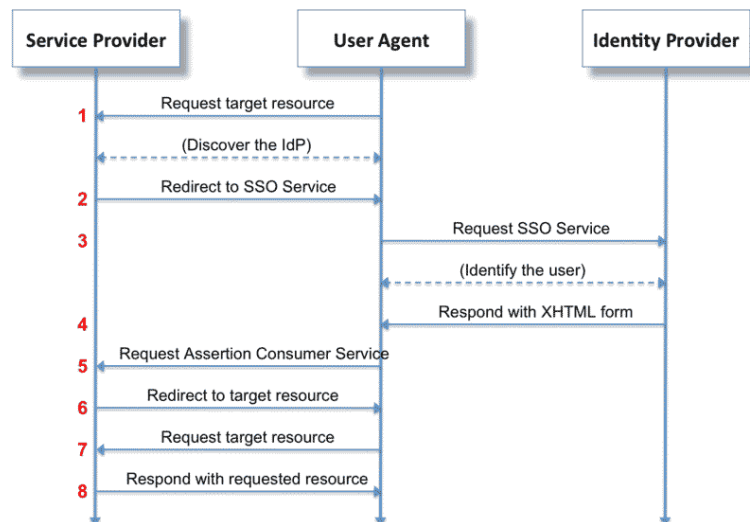 Service Provider
User Agent
Identity Provider
Request target resource
1
(Discover the IdP)
Redirect to SSO Service
2
Request SSO Service
3
(Identify the user)
Respond with XHTML form
4
Request Assertion Consumer Service
5
Redirect to target resource
6
Request target resource
7
Respond with requested resource
8